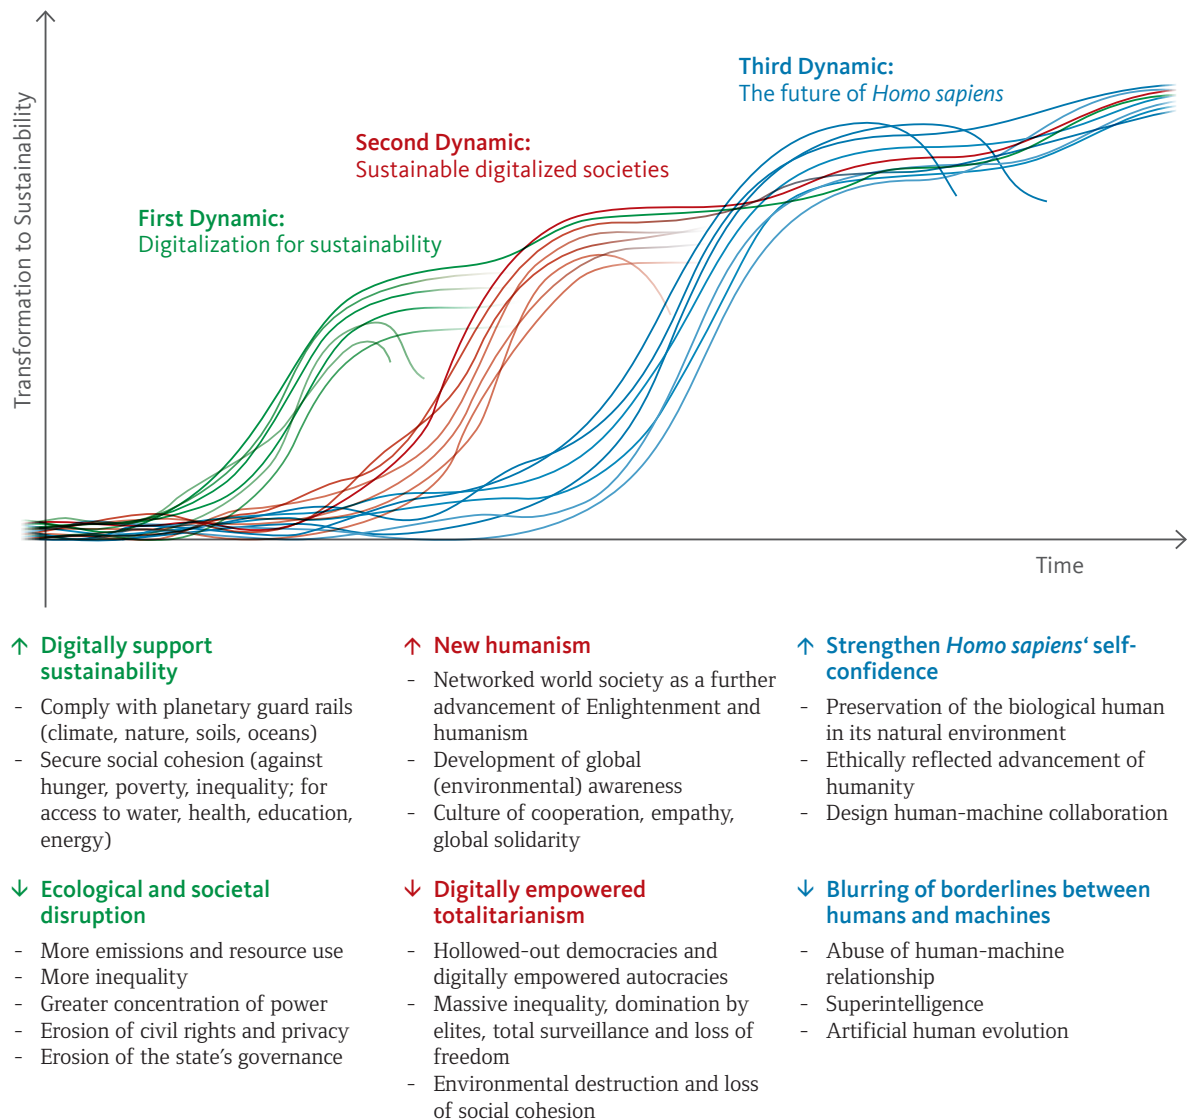 Transformation to Sustainability
Third Dynamic:
The future of Homo sapiens
Second Dynamic:
Sustainable digitalized societies
First Dynamic:
Digitalization for sustainability
Time
↑ Digitally support
sustainability
- Comply with planetary guard rails
(climate, nature, soils, oceans)
- Secure social cohesion (against
hunger, poverty, inequality; for
access to water, health, education,
energy)
↓ Ecological and societal
disruption
- More emissions and resource use
- More inequality
- Greater concentration of power
- Erosion of civil rights and privacy
- Erosion of the state’s governance
↑ New humanism
- Networked world society as a further
advancement of Enlightenment and
humanism
- Development of global
(environmental) awareness
- Culture of cooperation, empathy,
global solidarity
↓ Digitally empowered
totalitarianism
- Hollowed-out democracies and
digitally empowered autocracies
- Massive inequality, domination by
elites, total surveillance and loss of
freedom
- Environmental destruction and loss
of social cohesion
↑ Strengthen Homo sapiens‘ self-
confidence
- Preservation of the biological human
in its natural environment
- Ethically reflected advancement of
humanity
- Design human-machine collaboration
↓ Blurring of borderlines between
humans and machines
- Abuse of human-machine
relationship
- Superintelligence
- Artificial human evolution